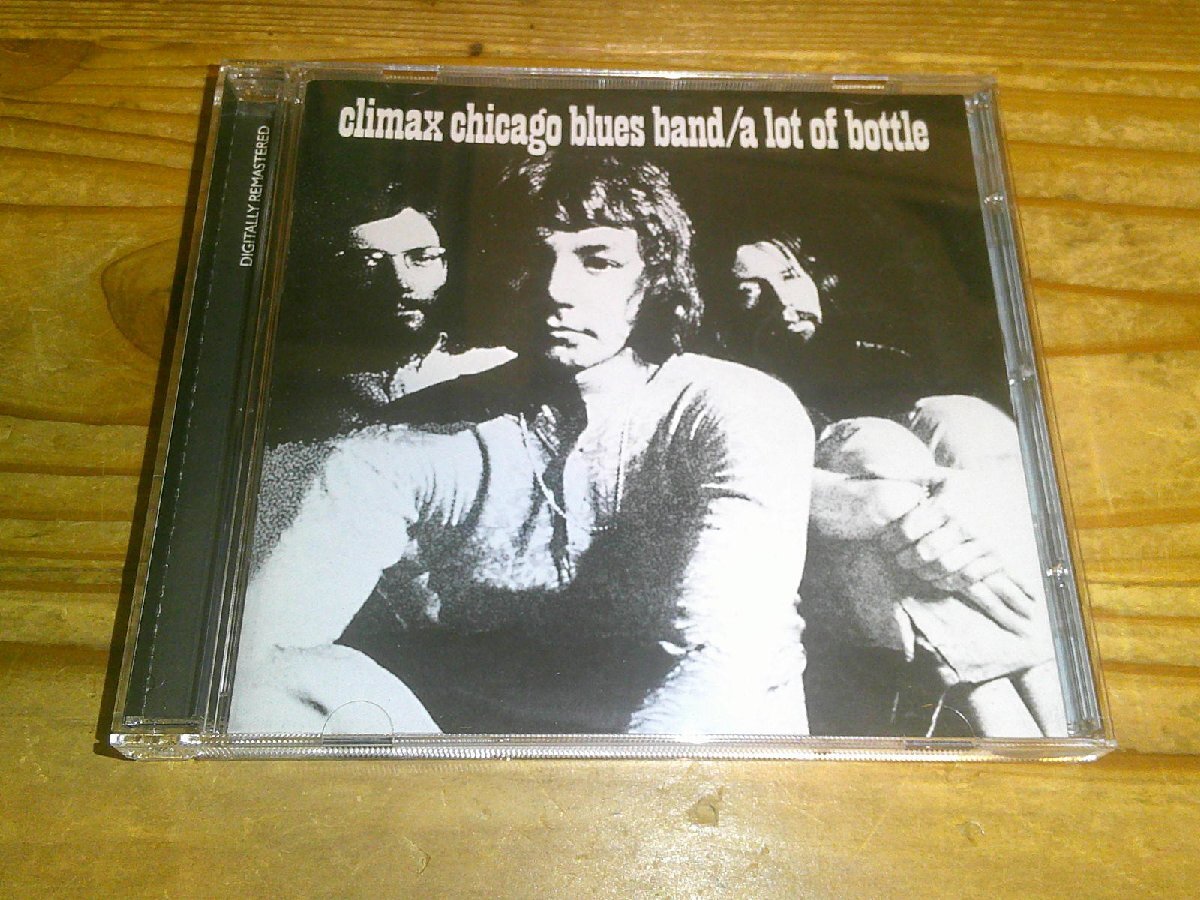 climax chicago blues band/a lot of bottle
DIGITALLY REMASTERED